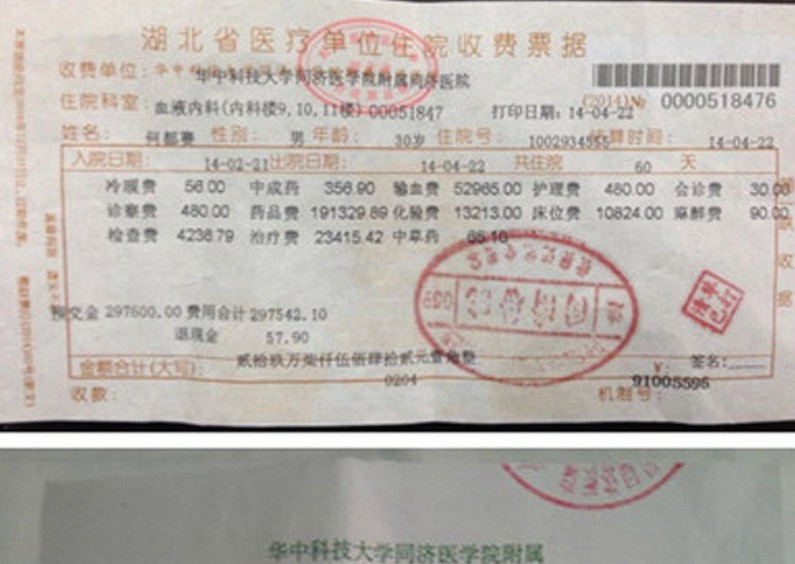 湖北省医疗单位住院收费票据
收费单位: 华中科技大学同济医学院附属同济医院
(2014)№ 0000518476
住院科室: 血液内科(内科楼9,10,11楼) 00051847 打印日期: 14-04-22
姓名: 性别: 男 年龄: 30岁 住院号: 1002934555 结算时间: 14-04-22
入院日期: 14-02-21 出院日期: 14-04-22 共住院 60 天
冷暖费 56.00 中成药 356.90 输血费 52965.00 护理费 480.00 会诊费 30.00
诊察费 480.00 药品费 191329.89 化验费 13213.00 床位费 10824.00 麻醉费 90.00
检查费 4236.79 治疗费 23415.42 中草药 65.10
预交金 297600.00 费用合计 297542.10
退现金 57.90
金额合计(大写): 贰拾玖万柒仟伍佰肆拾贰元壹角整 ¥: 签名:
收款: 0204 机制号: 91005596
华中科技大学同济医学院附属